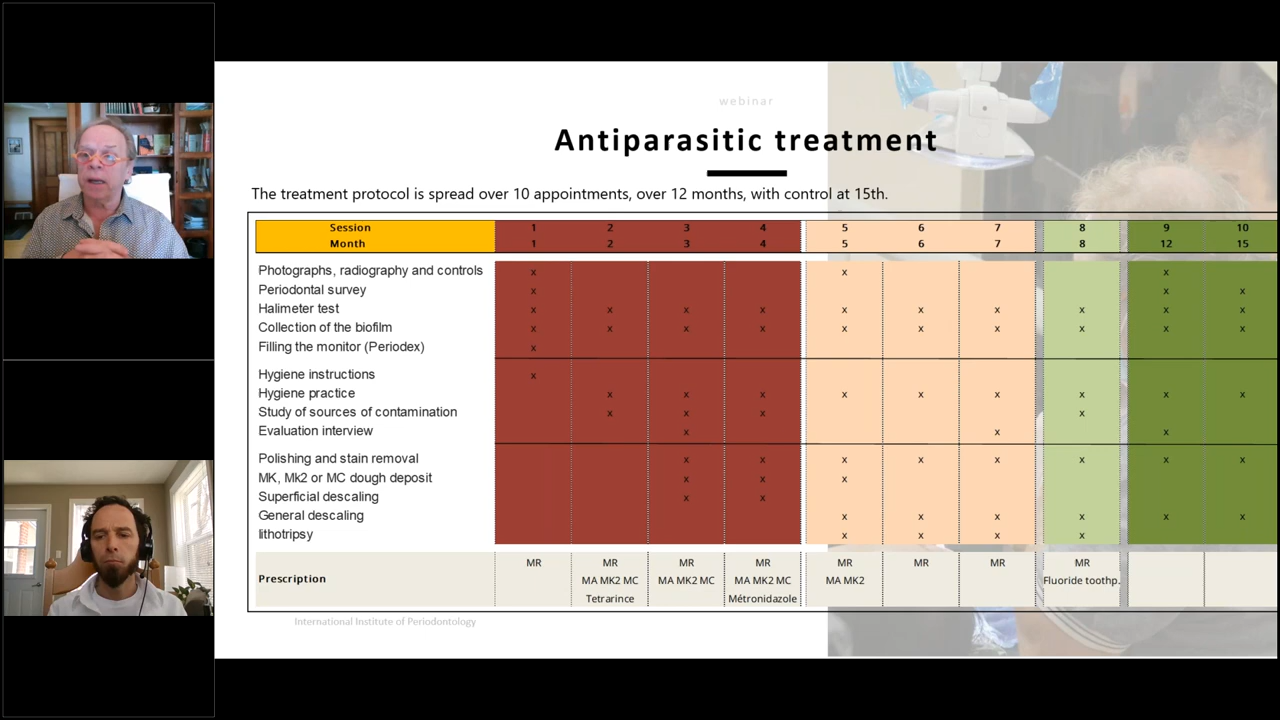 webinar
Antiparasitic treatment
The treatment protocol is spread over 10 appointments, over 12 months, with control at 15th.
Session 1 2 3 4 5 6 7 8 9 10
Month 1 2 3 4 5 6 7 8 12 15
Photographs, radiography and controls x x x
Periodontal survey x x x
Halimeter test x x x x x x x x x x
Collection of the biofilm x x x x x x x x x x
Filling the monitor (Periodex) x
Hygiene instructions x
Hygiene practice x x x x x x x x x
Study of sources of contamination x x x x
Evaluation interview x x x
Polishing and stain removal x x x x x x x x
MK, Mk2 or MC dough deposit x x x
Superficial descaling x x
General descaling x x x x x x
lithotripsy x x x x
MR MR MR MR MR MR MR MR
Prescription MA MK2 MC MA MK2 MC MA MK2 MC MA MK2 Fluoride toothp.
Tetrarince Métronidazole
International Institute of Periodontology